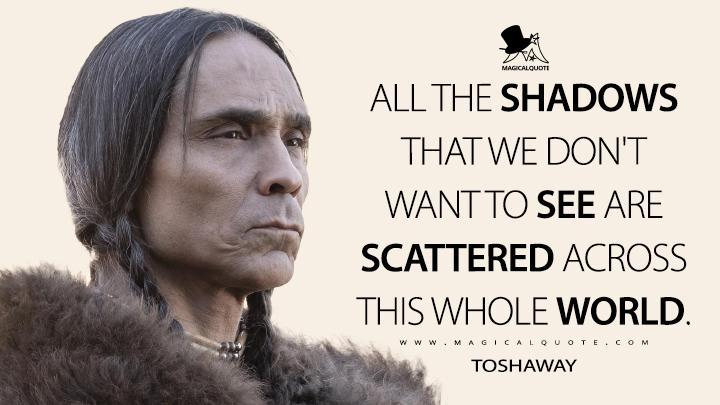 MAGICALQUOTE
ALL THE SHADOWS
THAT WE DON'T
WANT TO SEE ARE
SCATTERED ACROSS
THIS WHOLE WORLD.
WWW.MAGICALQUOTE.COM
TOSHAWAY